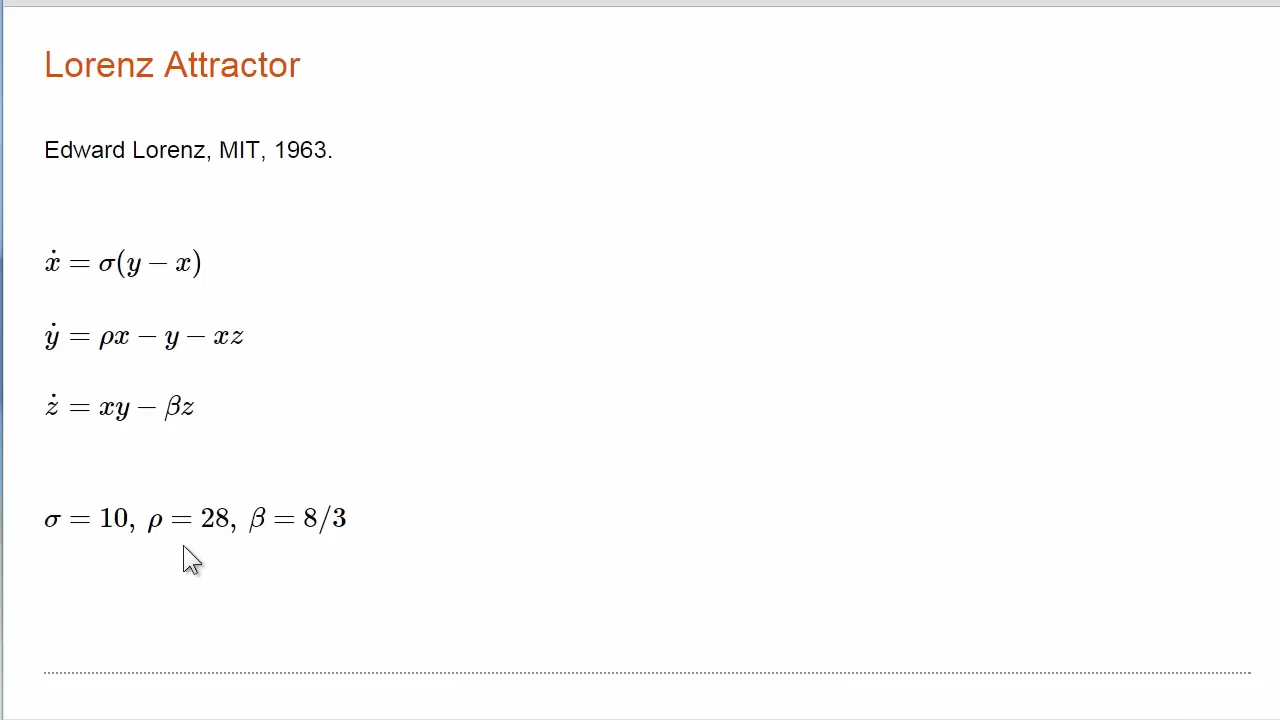 Lorenz Attractor
Edward Lorenz, MIT, 1963.
ẋ = σ(y − x)
ẏ = ρx − y − xz
ż = xy − βz
σ = 10, ρ = 28, β = 8/3